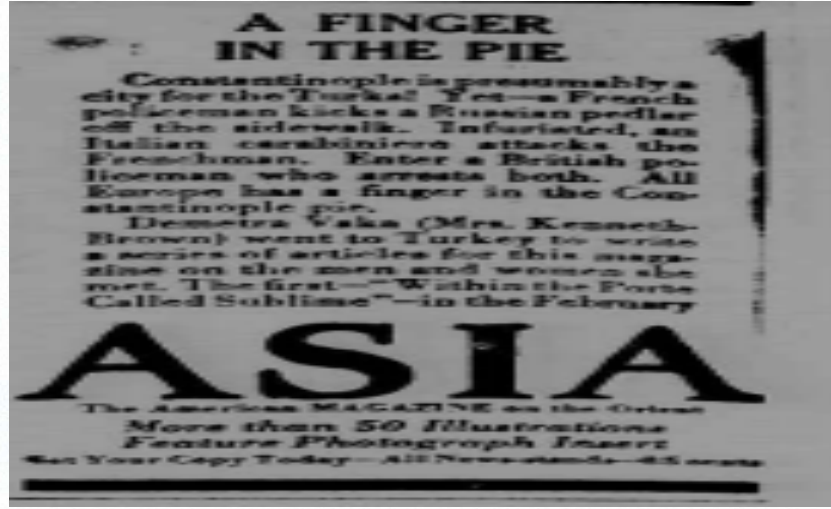 A FINGER
IN THE PIE
Constantinople is presumably a
city for the Turks! Yet—a French
policeman kicks a Russian pedlar
off the sidewalk. Infuriated, an
Italian carabiniere attacks the
Frenchman. Enter a British po-
liceman who arrests both. All
Europe has a finger in the Con-
stantinople pie.
Demetra Vaka (Mrs. Kenneth-
Brown) went to Turkey to write
a series of articles for this maga-
zine on the men and women she
met. The first—"Within the Porte
Called Sublime"—in the February
ASIA
The American MAGAZINE on the Orient
More than 50 Illustrations
Feature Photograph Insert
Get Your Copy Today—All News-stands—